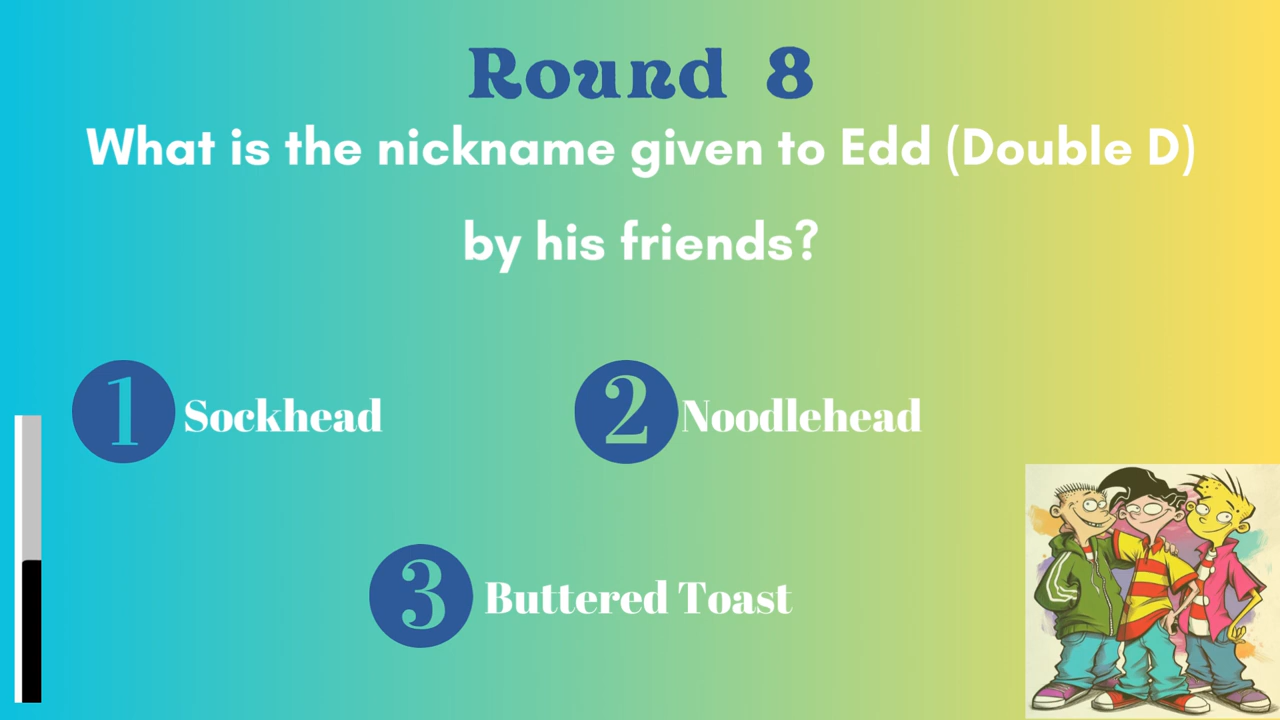 Round 8
What is the nickname given to Edd (Double D)
by his friends?
1 Sockhead
2 Noodlehead
3 Buttered Toast